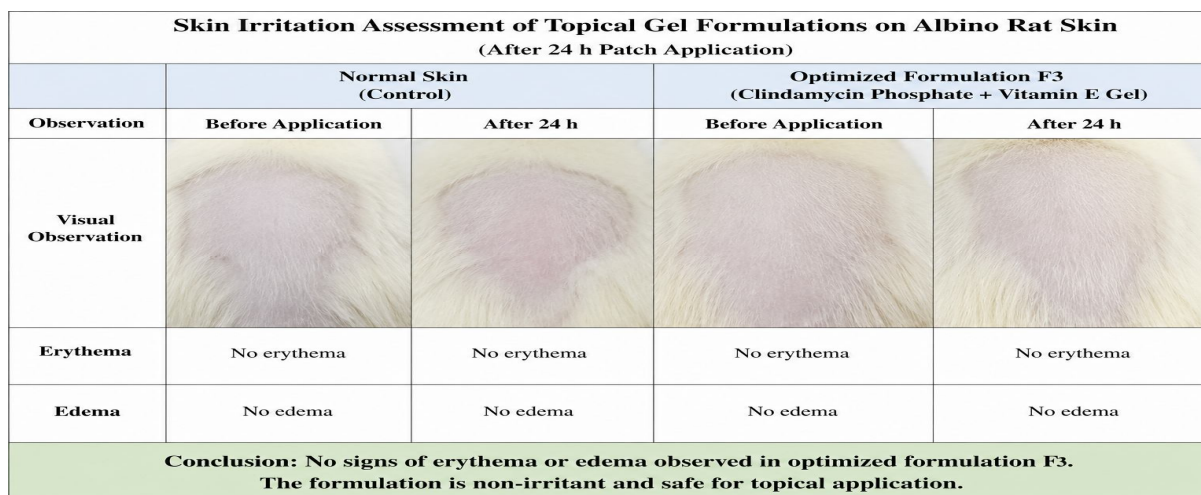 Skin Irritation Assessment of Topical Gel Formulations on Albino Rat Skin
(After 24 h Patch Application)
Normal Skin
(Control)
Optimized Formulation F3
(Clindamycin Phosphate + Vitamin E Gel)
Observation
Before Application
After 24 h
Before Application
After 24 h
Visual
Observation
Erythema
No erythema
No erythema
No erythema
No erythema
Edema
No edema
No edema
No edema
No edema
Conclusion: No signs of erythema or edema observed in optimized formulation F3.
The formulation is non-irritant and safe for topical application.